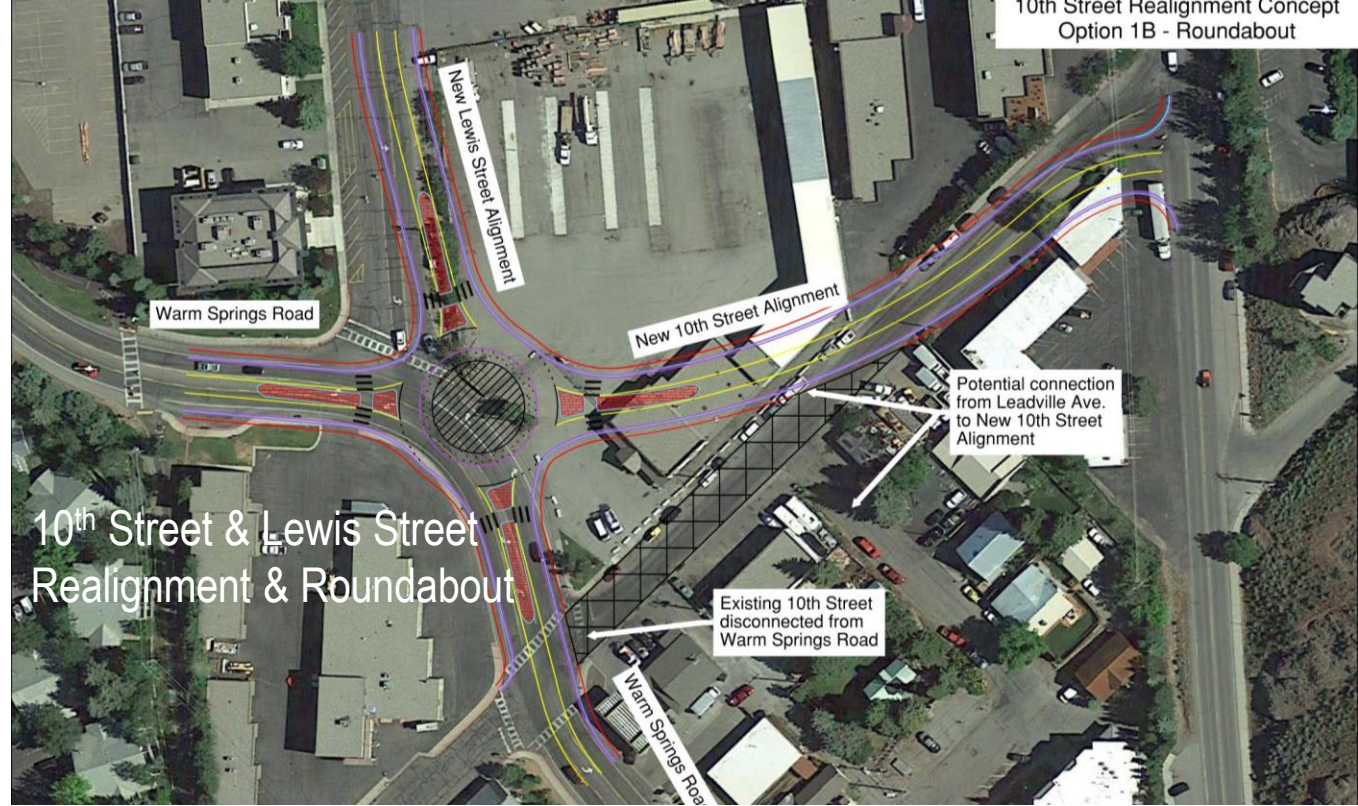 10th Street Realignment Concept
Option 1B - Roundabout
New Lewis Street Alignment
Warm Springs Road
New 10th Street Alignment
Potential connection
from Leadville Ave.
to New 10th Street
Alignment
10th Street & Lewis Street
Realignment & Roundabout
Existing 10th Street
disconnected from
Warm Springs Road
Warm Springs Road